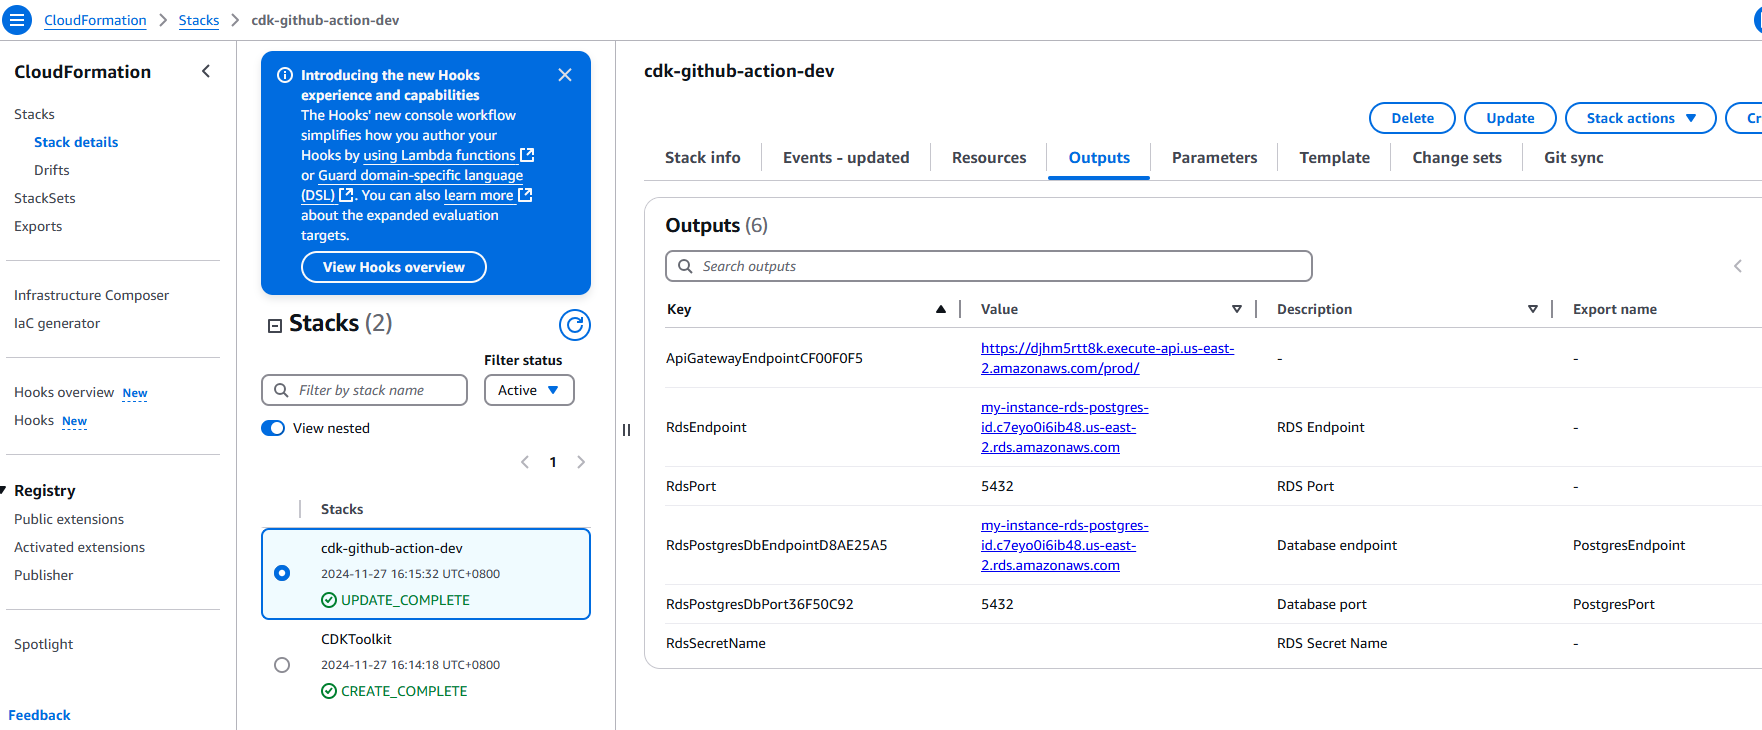 CloudFormation > Stacks > cdk-github-action-dev
CloudFormation
Stacks
Stack details
Drifts
StackSets
Exports
Infrastructure Composer
IaC generator
Hooks overview New
Hooks New
Registry
Public extensions
Activated extensions
Publisher
Spotlight
Feedback
Introducing the new Hooks
experience and capabilities
The Hooks' new console workflow
simplifies how you author your
Hooks by using Lambda functions
or Guard domain-specific language
(DSL). You can also learn more
about the expanded evaluation
targets.
View Hooks overview
Stacks (2)
Filter status
Filter by stack name
Active
View nested
1
Stacks
cdk-github-action-dev
2024-11-27 16:15:32 UTC+0800
UPDATE_COMPLETE
CDKToolkit
2024-11-27 16:14:18 UTC+0800
CREATE_COMPLETE
cdk-github-action-dev
Delete Update Stack actions Cr
Stack info Events - updated Resources Outputs Parameters Template Change sets Git sync
Outputs (6)
Search outputs
Key Value Description Export name
ApiGatewayEndpointCF00F0F5
https://djhm5rtt8k.execute-api.us-east-
2.amazonaws.com/prod/
-
-
RdsEndpoint
my-instance-rds-postgres-
id.c7eyo0i6ib48.us-east-
2.rds.amazonaws.com
RDS Endpoint
-
RdsPort 5432 RDS Port -
RdsPostgresDbEndpointD8AE25A5
my-instance-rds-postgres-
id.c7eyo0i6ib48.us-east-
2.rds.amazonaws.com
Database endpoint
PostgresEndpoint
RdsPostgresDbPort36F50C92 5432 Database port PostgresPort
RdsSecretName RDS Secret Name -